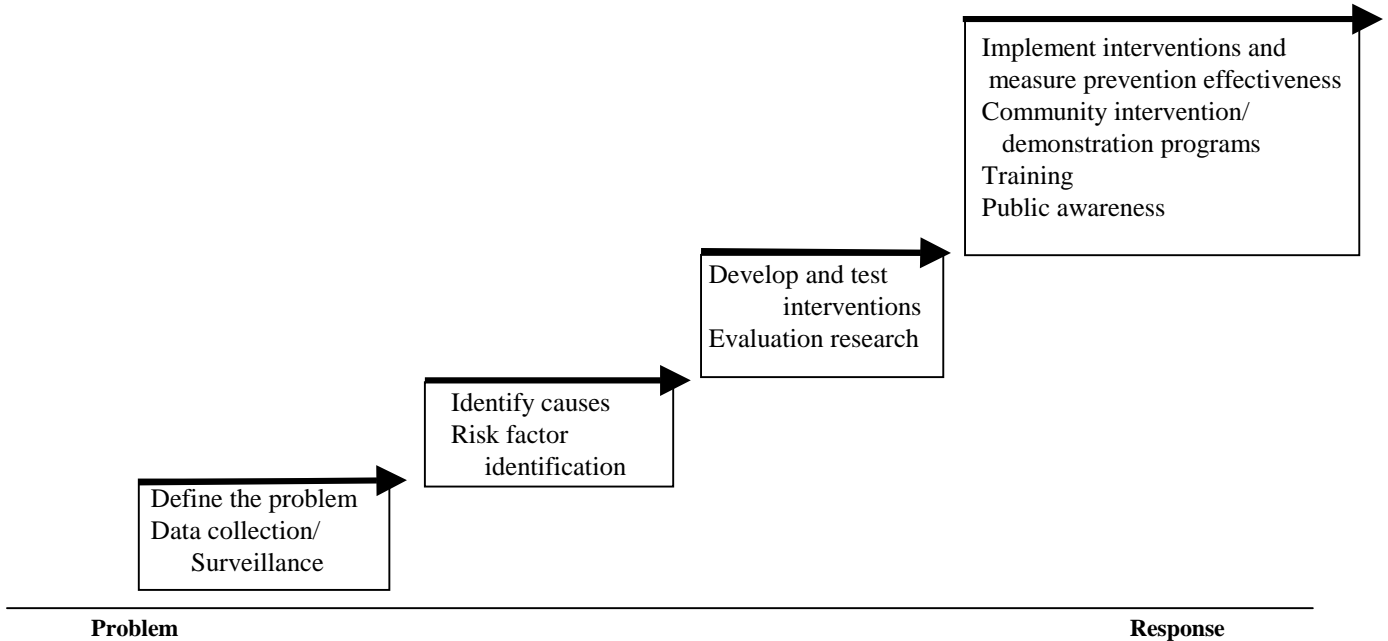 Define the problem
Data collection/
Surveillance
Identify causes
Risk factor
identification
Develop and test
interventions
Evaluation research
Implement interventions and
measure prevention effectiveness
Community intervention/
demonstration programs
Training
Public awareness
Problem
Response